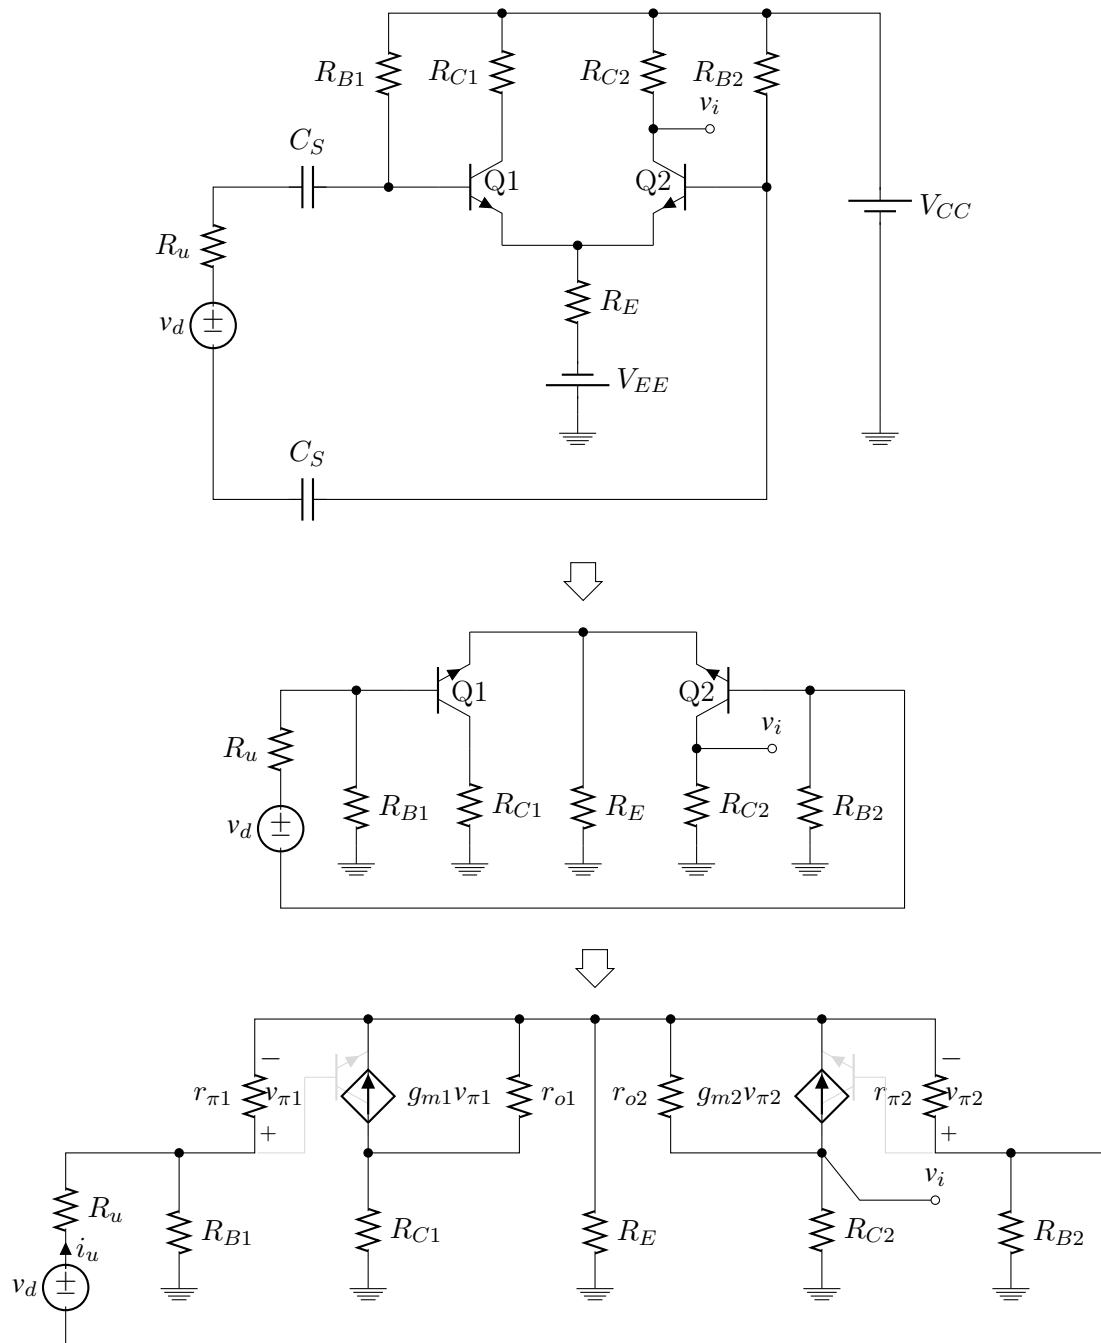 R_{B1} R_{C1} R_{C2} R_{B2}
v_i
C_S
Q1 Q2
V_{CC}
R_u
R_E
v_d
V_{EE}
C_S
Q1 Q2
v_i
R_u
R_{B1} R_{C1} R_E R_{C2} R_{B2}
v_d
− −
r_{π1} v_{π1} g_{m1}v_{π1} r_{o1} r_{o2} g_{m2}v_{π2} r_{π2} v_{π2}
+ +
v_i
R_u R_{B1} R_{C1} R_E R_{C2} R_{B2}
i_u
v_d